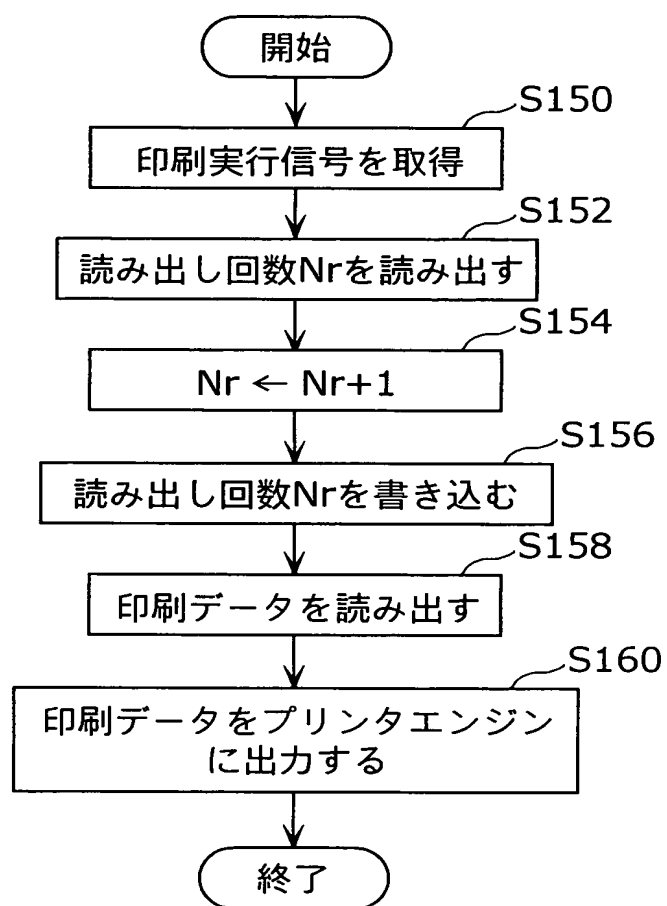 開始
S150
印刷実行信号を取得
S152
読み出し回数Nrを読み出す
S154
Nr ← Nr+1
S156
読み出し回数Nrを書き込む
S158
印刷データを読み出す
S160
印刷データをプリンタエンジン
に出力する
終了